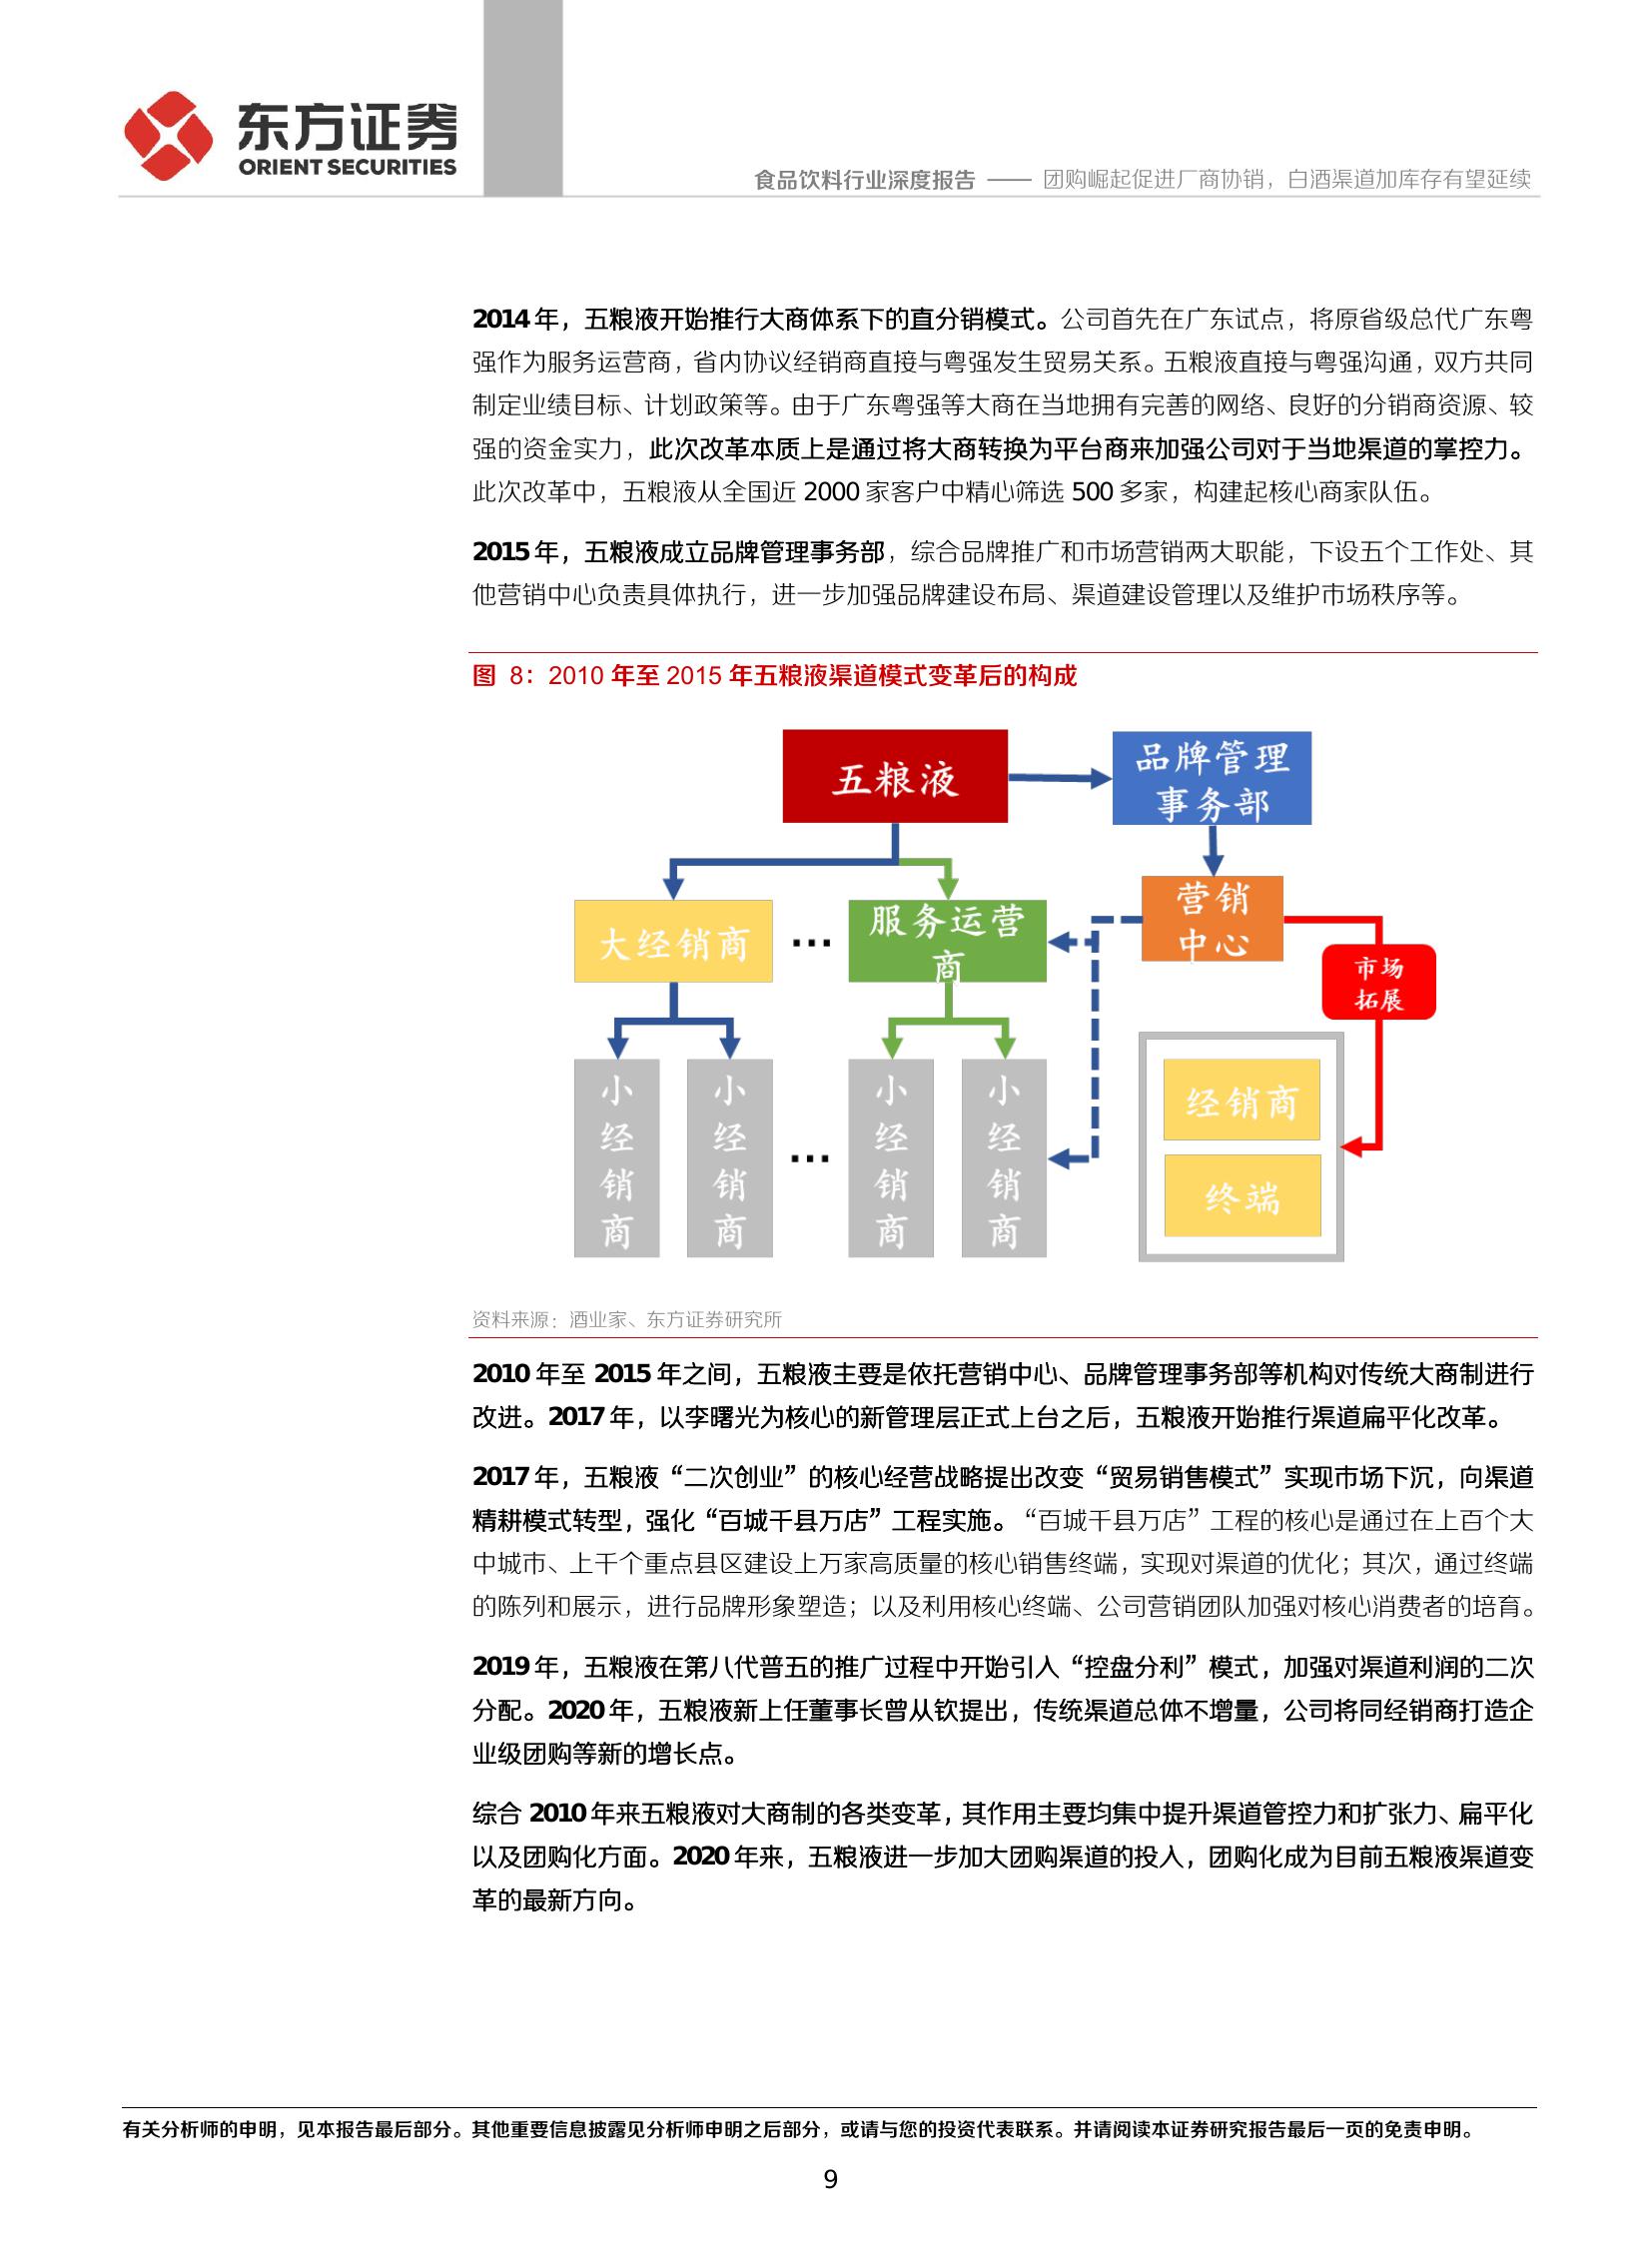 东方证券
ORIENT SECURITIES
食品饮料行业深度报告 —— 团购崛起促进厂商协销，白酒渠道加库存有望延续
2014年，五粮液开始推行大商体系下的直分销模式。公司首先在广东试点，将原省级总代广东粤
强作为服务运营商，省内协议经销商直接与粤强发生贸易关系。五粮液直接与粤强沟通，双方共同
制定业绩目标、计划政策等。由于广东粤强等大商在当地拥有完善的网络、良好的分销商资源、较
强的资金实力，此次改革本质上是通过将大商转换为平台商来加强公司对于当地渠道的掌控力。
此次改革中，五粮液从全国近 2000 家客户中精心筛选 500 多家，构建起核心商家队伍。
2015年，五粮液成立品牌管理事务部，综合品牌推广和市场营销两大职能，下设五个工作处、其
他营销中心负责具体执行，进一步加强品牌建设布局、渠道建设管理以及维护市场秩序等。
图 8：2010 年至 2015 年五粮液渠道模式变革后的构成
五粮液
品牌管理
事务部
大经销商
...
服务运营
商
营销
中心
市场
拓展
小经销商
小经销商
...
小经销商
小经销商
经销商
终端
资料来源：酒业家、东方证券研究所
2010 年至 2015 年之间，五粮液主要是依托营销中心、品牌管理事务部等机构对传统大商制进行
改进。2017年，以李曙光为核心的新管理层正式上台之后，五粮液开始推行渠道扁平化改革。
2017年，五粮液“二次创业”的核心经营战略提出改变“贸易销售模式”实现市场下沉，向渠道
精耕模式转型，强化“百城千县万店”工程实施。“百城千县万店”工程的核心是通过在上百个大
中城市、上千个重点县区建设上万家高质量的核心销售终端，实现对渠道的优化；其次，通过终端
的陈列和展示，进行品牌形象塑造；以及利用核心终端、公司营销团队加强对核心消费者的培育。
2019年，五粮液在第八代普五的推广过程中开始引入“控盘分利”模式，加强对渠道利润的二次
分配。2020年，五粮液新上任董事长曾从钦提出，传统渠道总体不增量，公司将同经销商打造企
业级团购等新的增长点。
综合 2010年来五粮液对大商制的各类变革，其作用主要均集中提升渠道管控力和扩张力、扁平化
以及团购化方面。2020年来，五粮液进一步加大团购渠道的投入，团购化成为目前五粮液渠道变
革的最新方向。
有关分析师的申明，见本报告最后部分。其他重要信息披露见分析师申明之后部分，或请与您的投资代表联系。并请阅读本证券研究报告最后一页的免责申明。
9